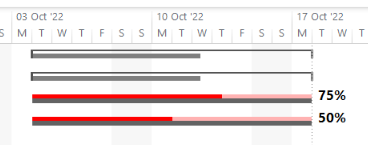 03 Oct '22 10 Oct '22 17 Oct '22
S M T W T F S S M T W T F S S M T W T
75%
50%